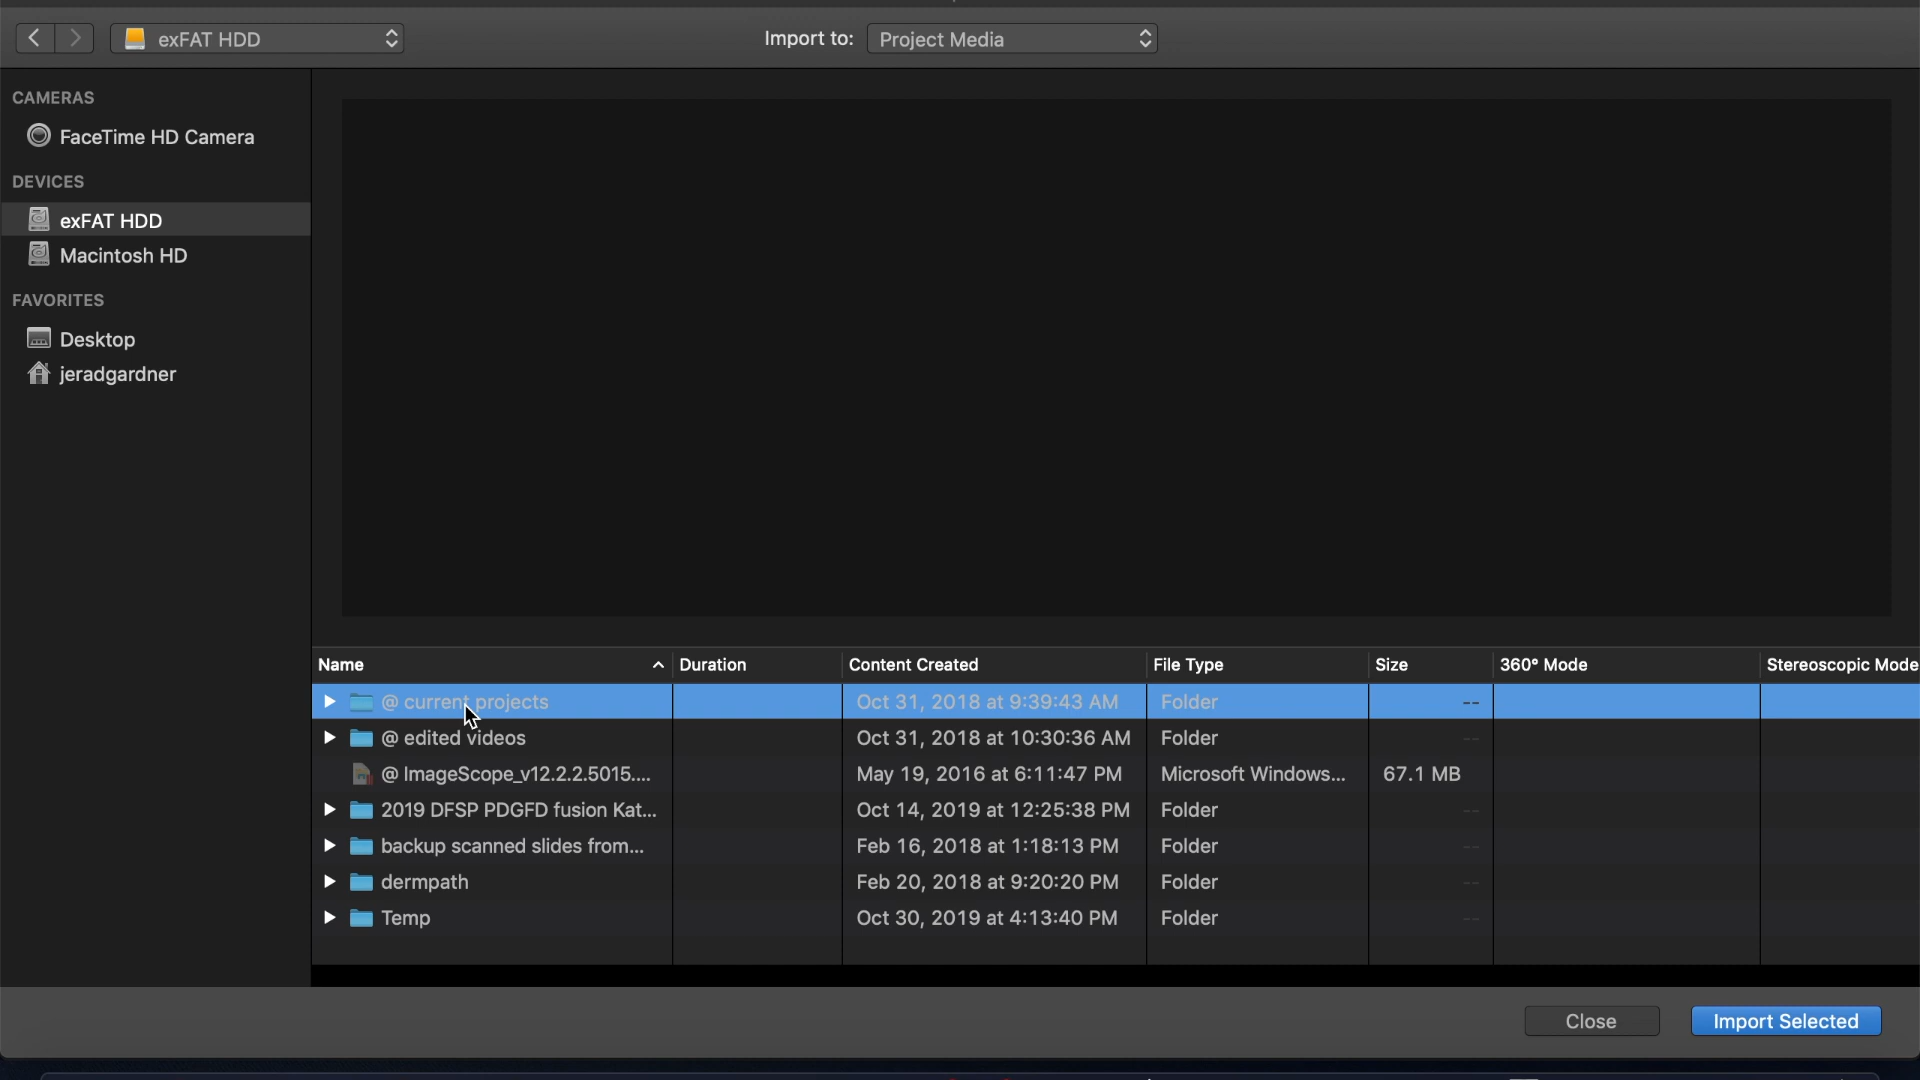 exFAT HDD
Import to: Project Media
CAMERAS
FaceTime HD Camera
DEVICES
exFAT HDD
Macintosh HD
FAVORITES
Desktop
jeradgardner
Name Duration Content Created File Type Size 360° Mode Stereoscopic Mode
@ current projects Oct 31, 2018 at 9:39:43 AM Folder --
@ edited videos Oct 31, 2018 at 10:30:36 AM Folder --
@ ImageScope_v12.2.2.5015.... May 19, 2016 at 6:11:47 PM Microsoft Windows... 67.1 MB
2019 DFSP PDGFD fusion Kat... Oct 14, 2019 at 12:25:38 PM Folder --
backup scanned slides from... Feb 16, 2018 at 1:18:13 PM Folder --
dermpath Feb 20, 2018 at 9:20:20 PM Folder --
Temp Oct 30, 2019 at 4:13:40 PM Folder --
Close Import Selected